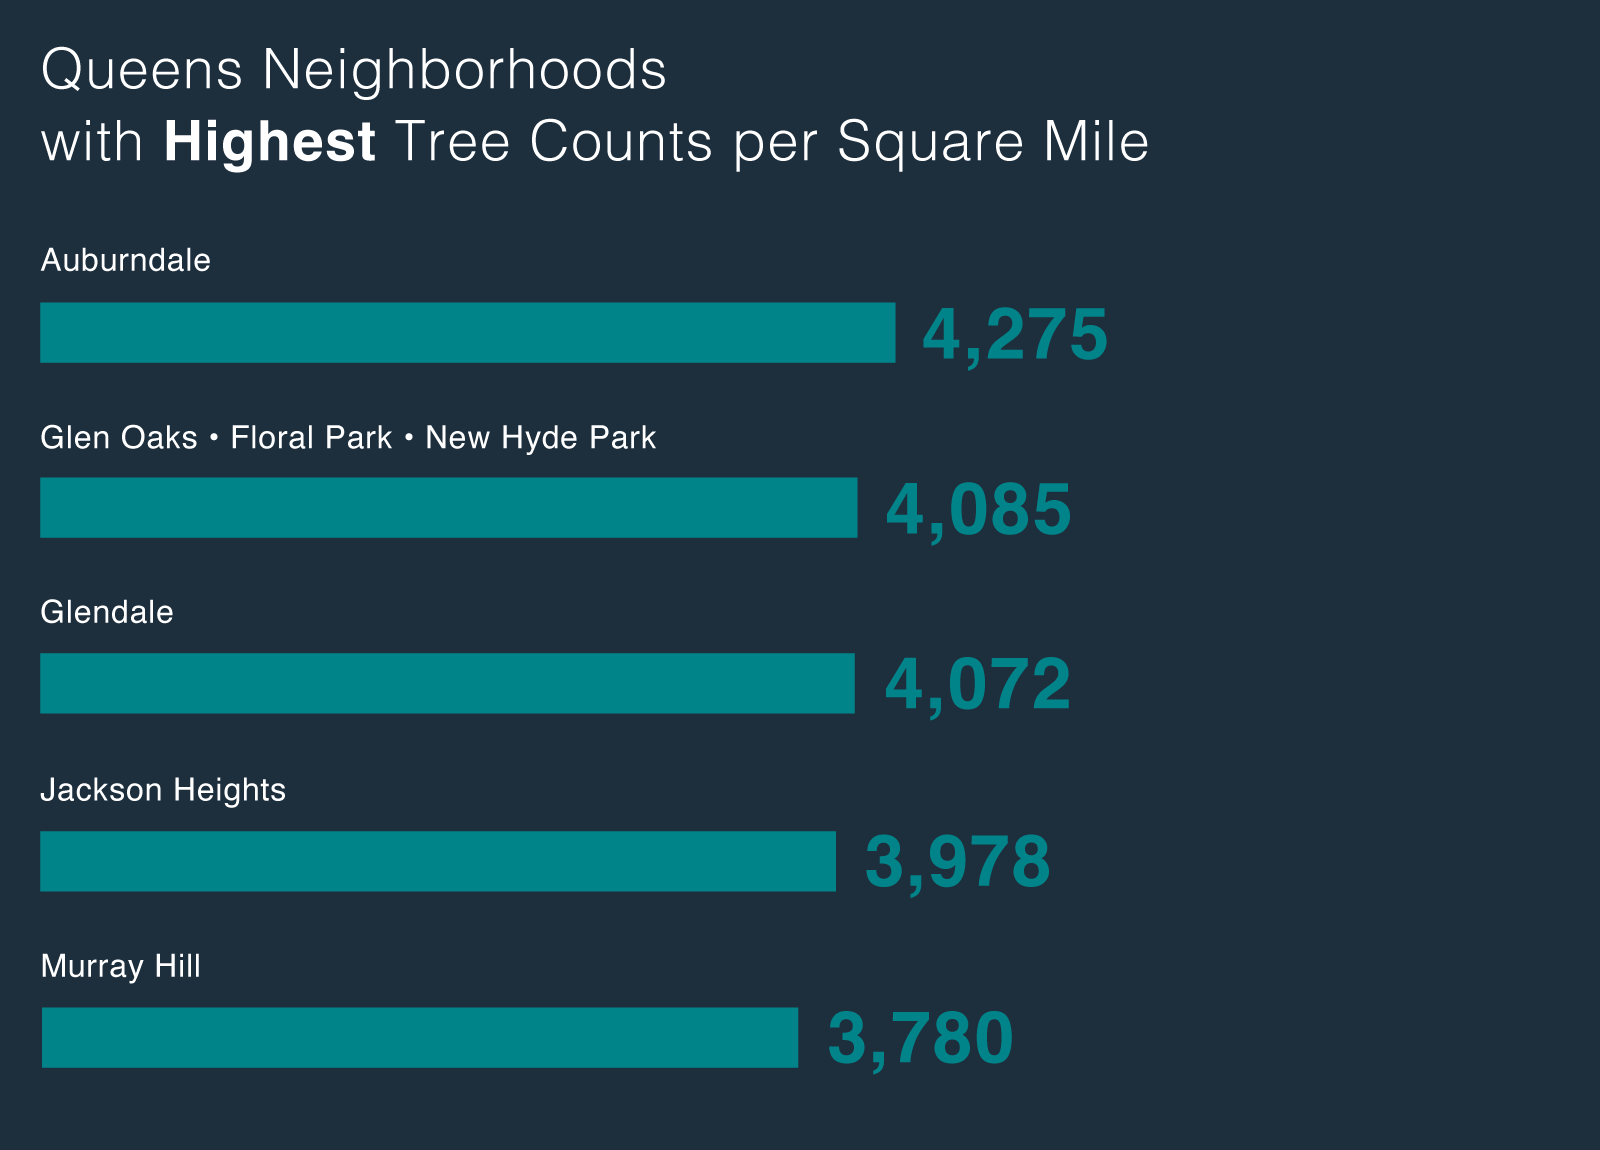 Queens Neighborhoods
with Highest Tree Counts per Square Mile
Auburndale
4,275
Glen Oaks • Floral Park • New Hyde Park
4,085
Glendale
4,072
Jackson Heights
3,978
Murray Hill
3,780